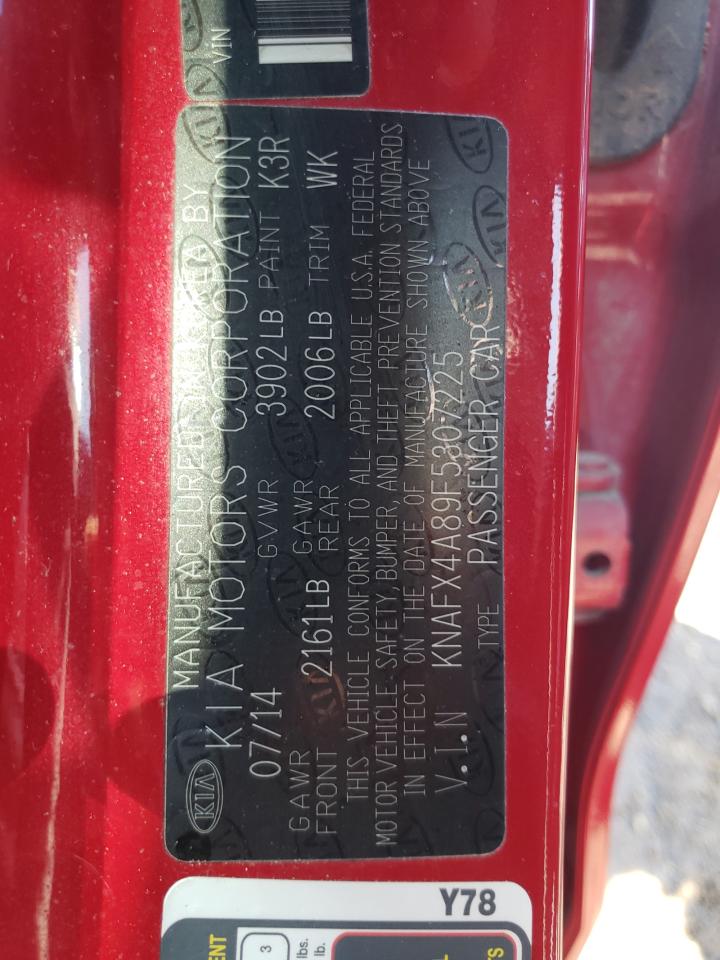 VIN
MANUFACTURED IN KOREA BY
KIA MOTORS CORPORATION
07/14 GVWR 3902LB PAINT K3R
GAWR FRONT 2161LB GAWR REAR 2006LB TRIM WK
THIS VEHICLE CONFORMS TO ALL APPLICABLE U.S.A. FEDERAL
MOTOR VEHICLE SAFETY, BUMPER, AND THEFT PREVENTION STANDARDS
IN EFFECT ON THE DATE OF MANUFACTURE SHOWN ABOVE
V.I.N KNAFX4A89F5307225
TYPE PASSENGER CAR
KIA
Y78
3
lbs.
lb.